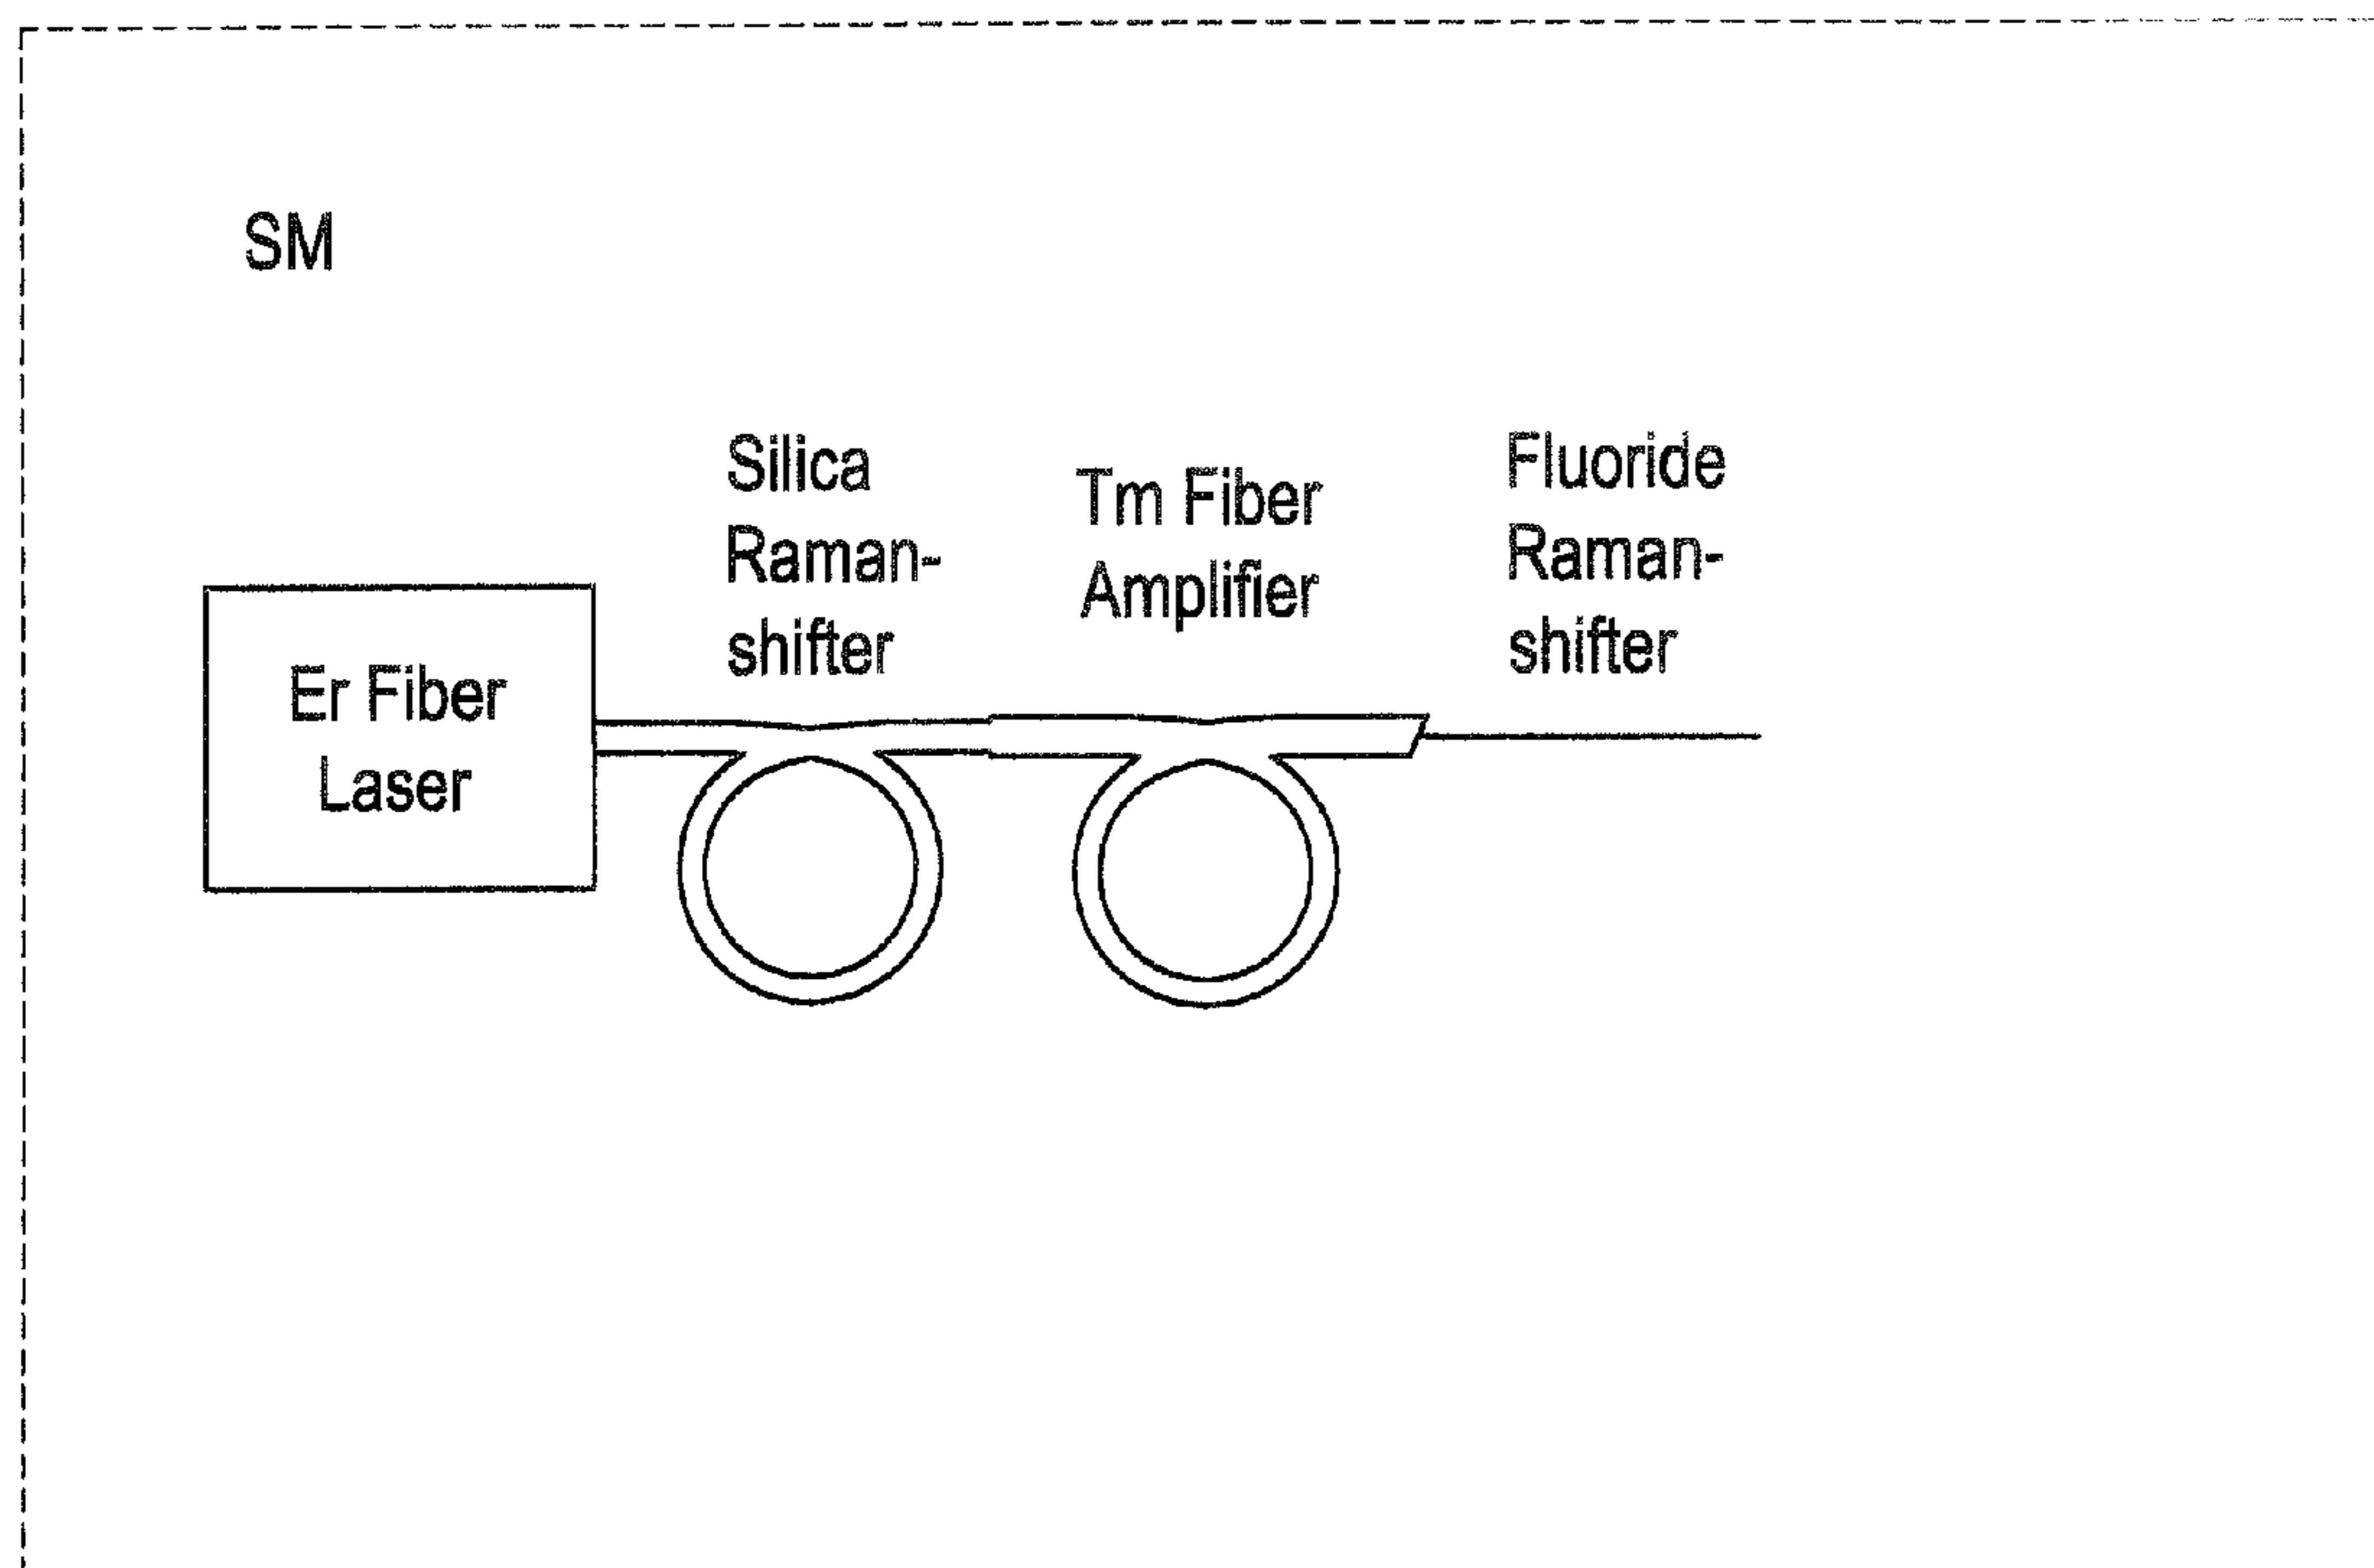 SM
Silica
Raman-
shifter
Tm Fiber
Amplifier
Fluoride
Raman-
shifter
Er Fiber
Laser